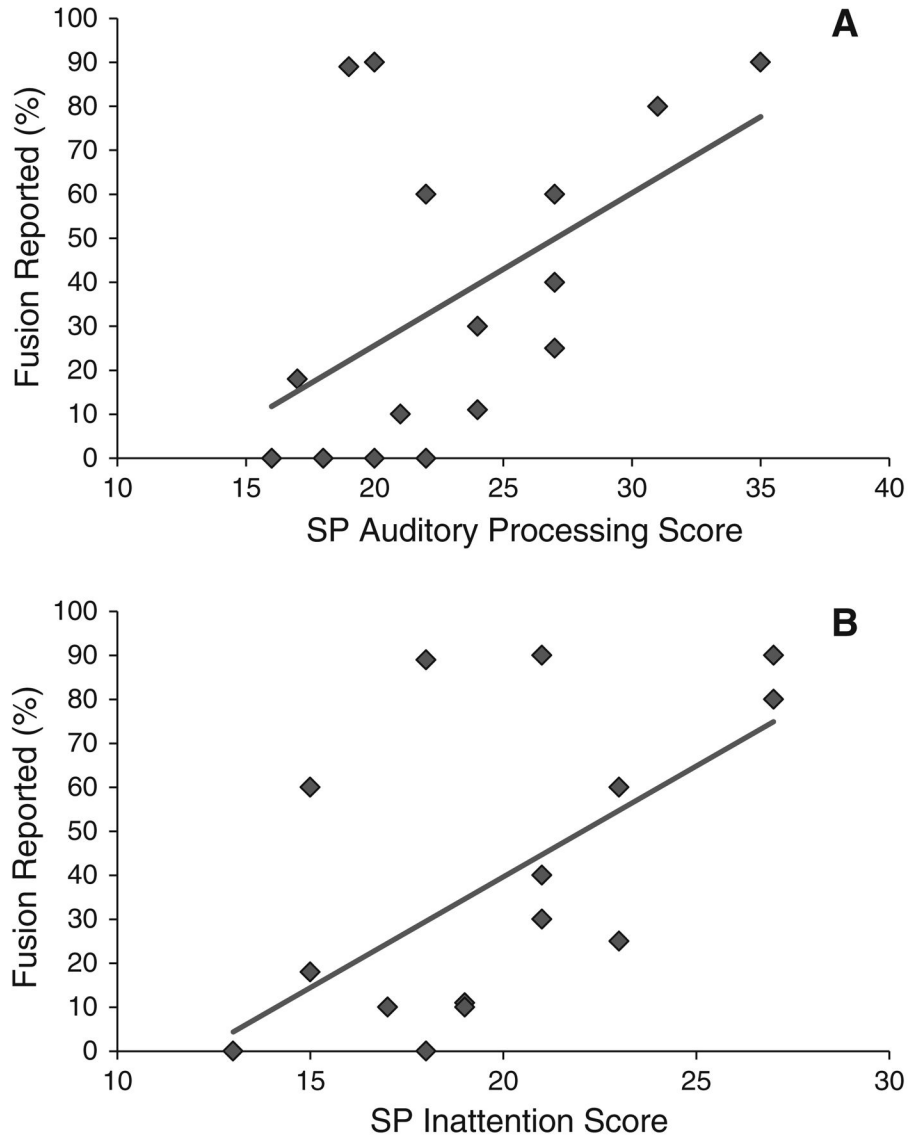 A
Fusion Reported (%)
100
90
80
70
60
50
40
30
20
10
0
10 15 20 25 30 35 40
SP Auditory Processing Score
B
Fusion Reported (%)
100
90
80
70
60
50
40
30
20
10
0
10 15 20 25 30
SP Inattention Score